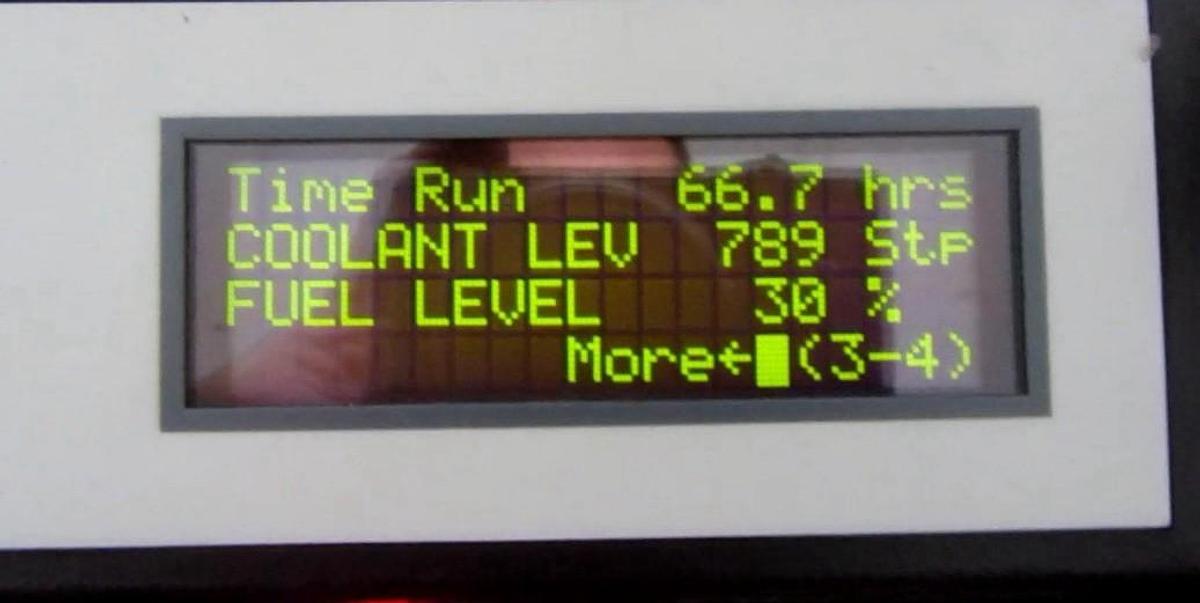 Time Run 66.7 hrs
COOLANT LEV 789 Stp
FUEL LEVEL 30 %
More←█(3-4)